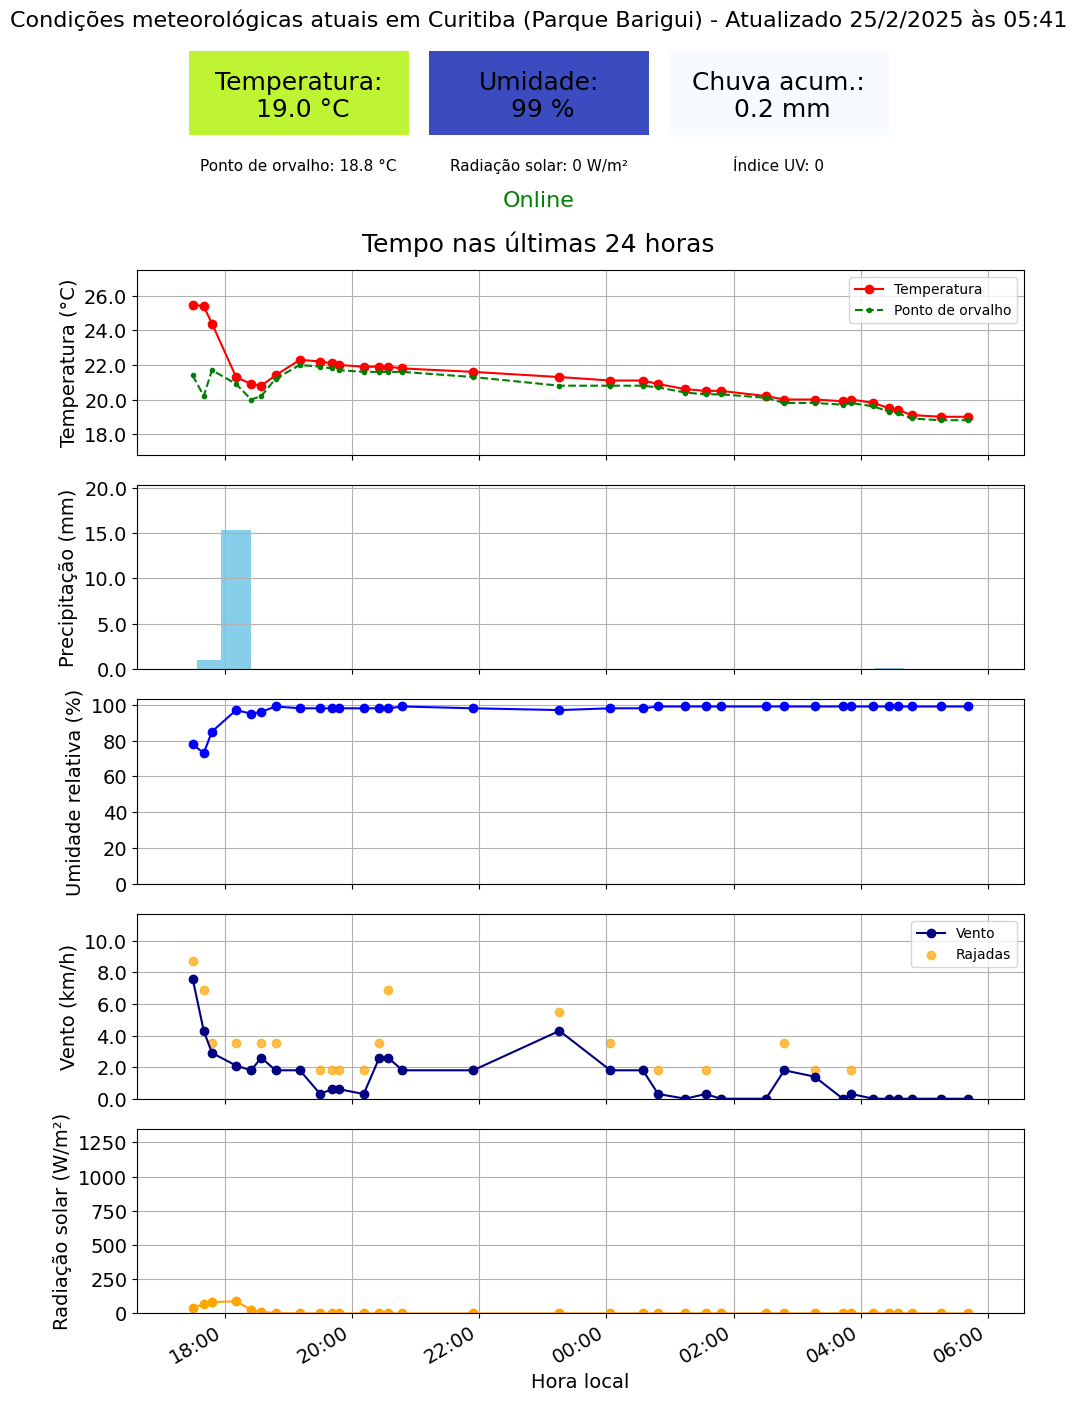 Condições meteorológicas atuais em Curitiba (Parque Barigui) - Atualizado 25/2/2025 às 05:41
Temperatura:
19.0 °C
Umidade:
99 %
Chuva acum.:
0.2 mm
Ponto de orvalho: 18.8 °C
Radiação solar: 0 W/m²
Índice UV: 0
Online
Tempo nas últimas 24 horas
Temperatura (°C)
26.0
24.0
22.0
20.0
18.0
Temperatura
Ponto de orvalho
Precipitação (mm)
20.0
15.0
10.0
5.0
0.0
Umidade relativa (%)
100
80
60
40
20
0
Vento (km/h)
10.0
8.0
6.0
4.0
2.0
0.0
Vento
Rajadas
Radiação solar (W/m²)
1250
1000
750
500
250
0
18:00
20:00
22:00
00:00
02:00
04:00
06:00
Hora local